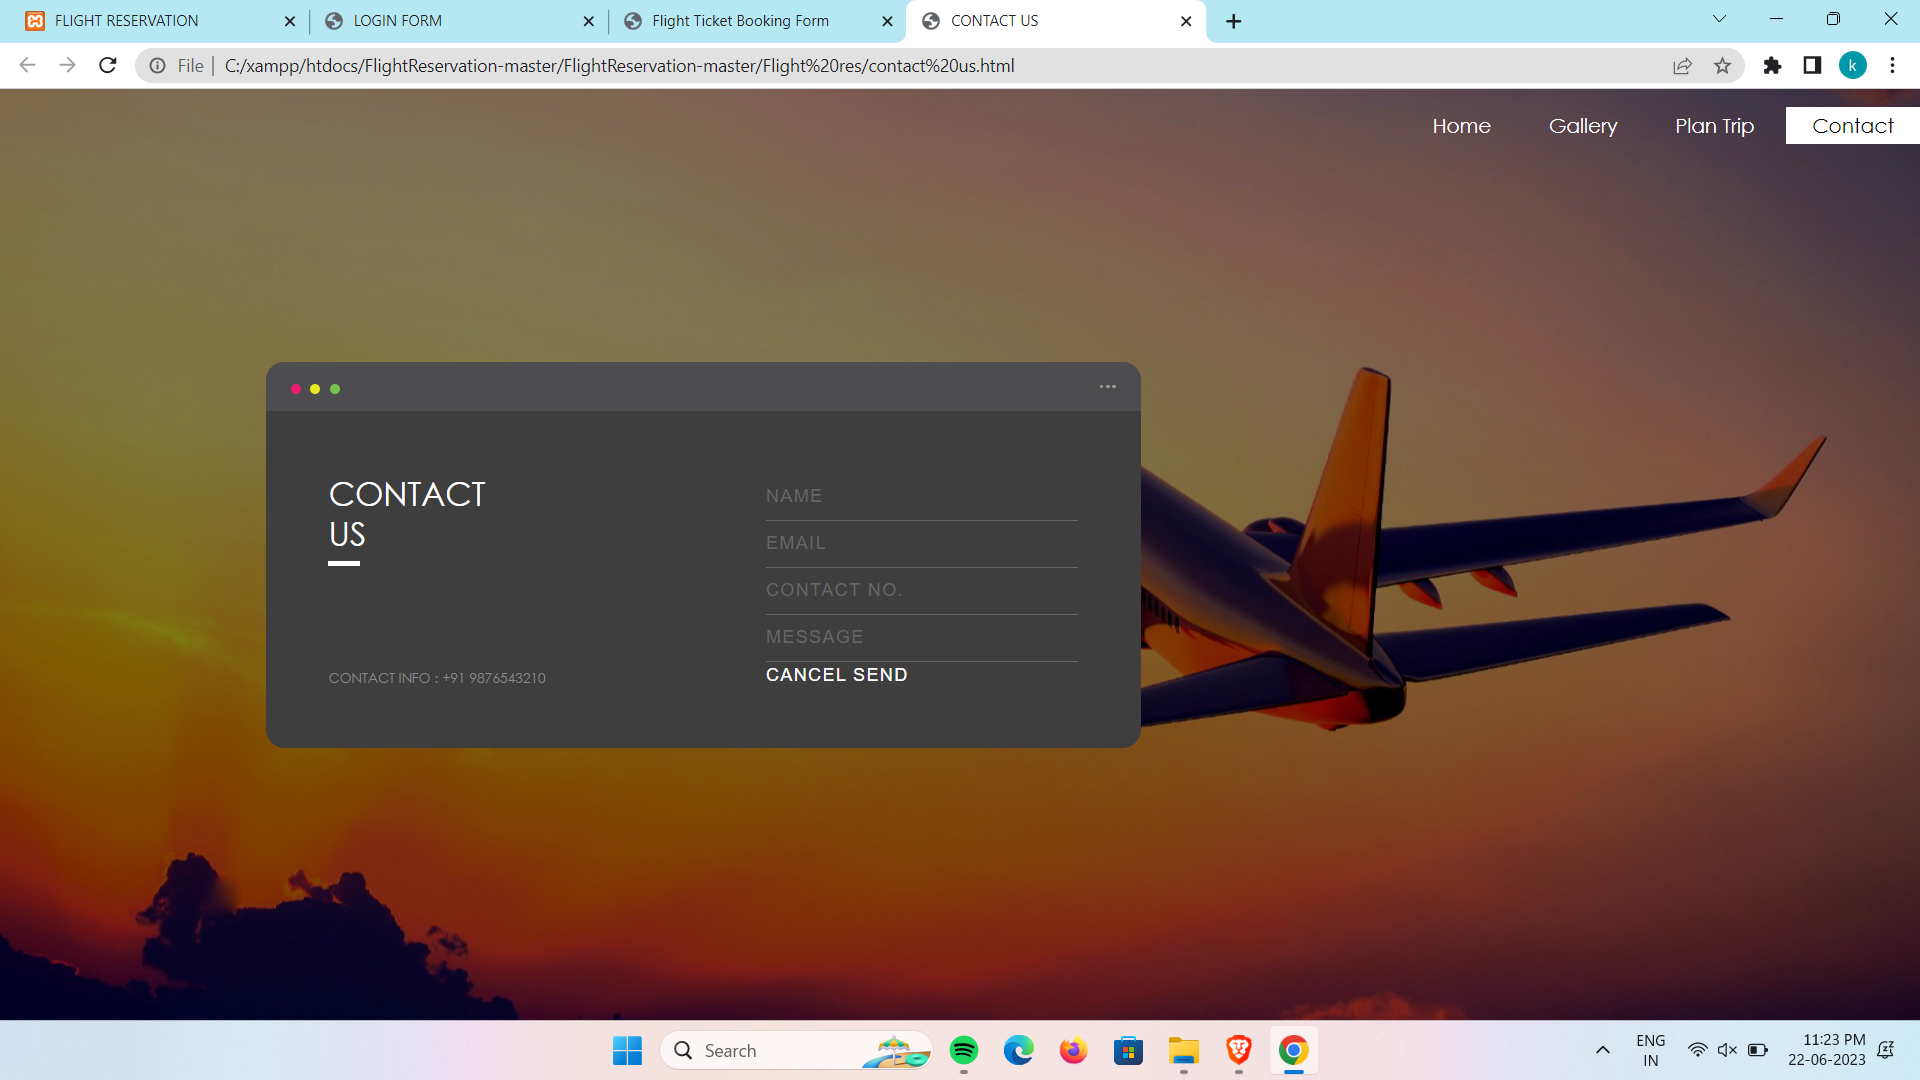 FLIGHT RESERVATION
LOGIN FORM
Flight Ticket Booking Form
CONTACT US
File
C:/xampp/htdocs/FlightReservation-master/FlightReservation-master/Flight%20res/contact%20us.html
k
Home
Gallery
Plan Trip
Contact
CONTACT
US
CONTACT INFO : +91 9876543210
NAME
EMAIL
CONTACT NO.
MESSAGE
CANCEL SEND
Search
ENG
IN
11:23 PM
22-06-2023